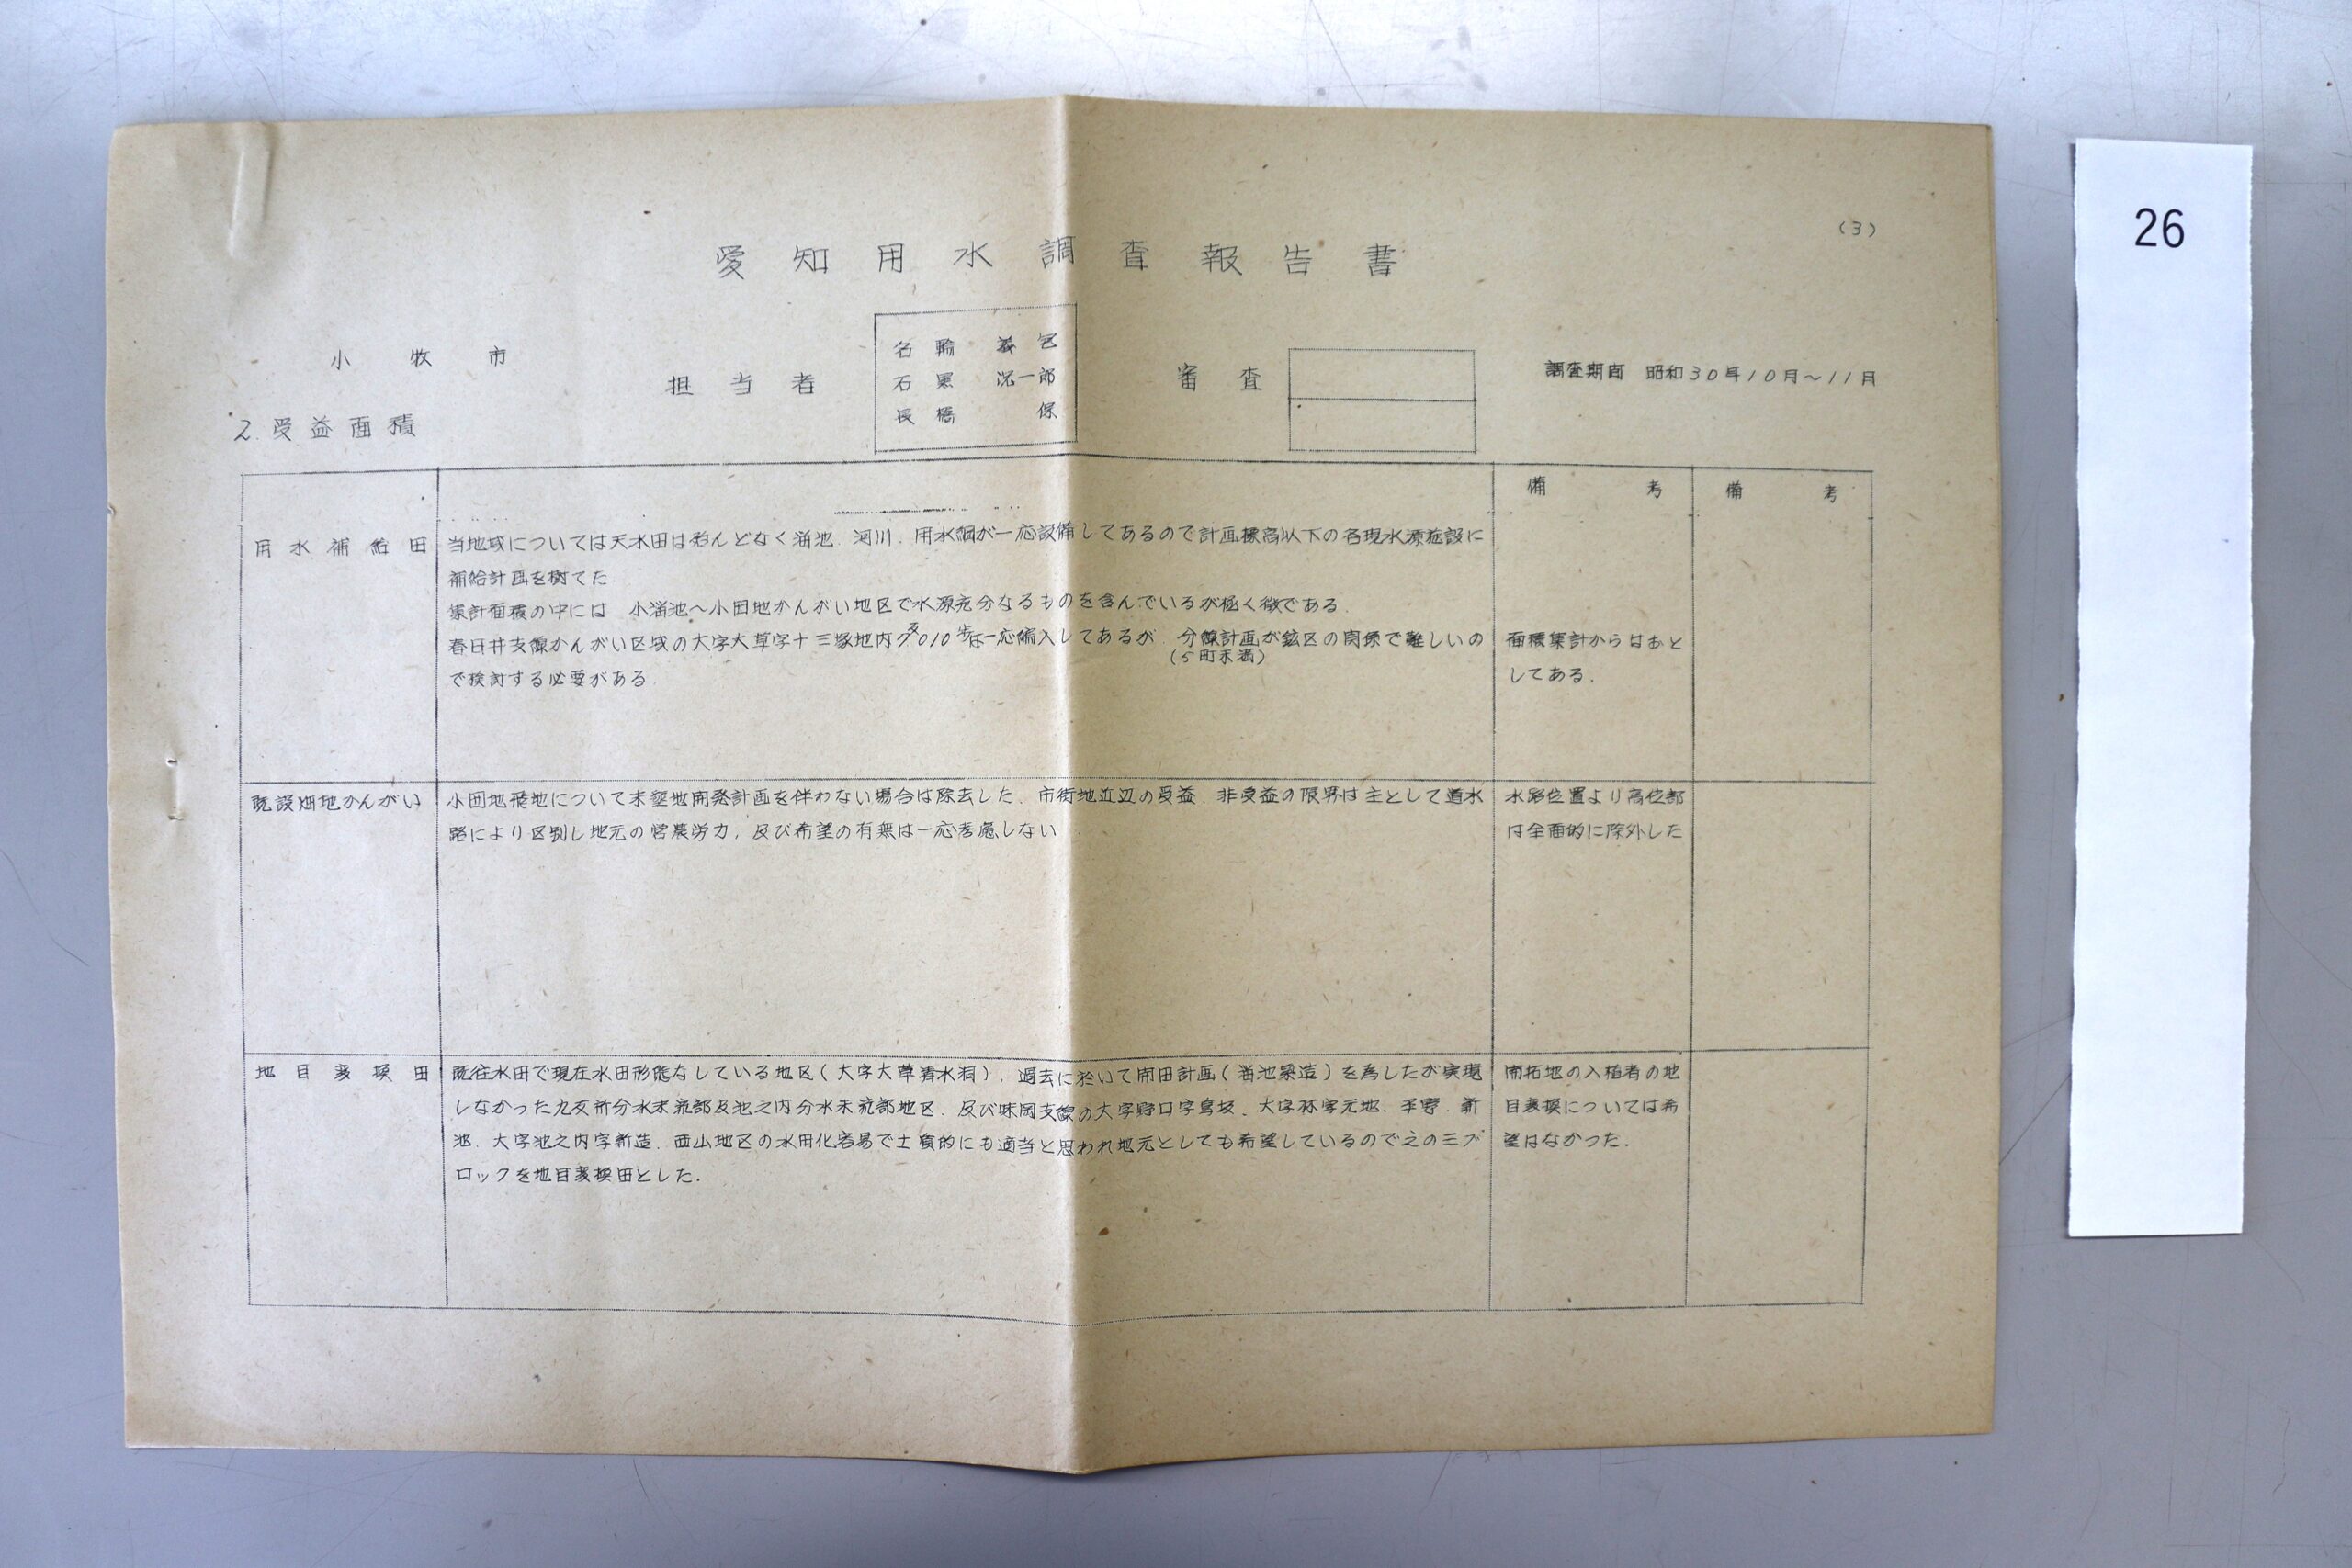 26
(3)
愛知用水調査報告書
小牧市
担当者
石黒 一郎
長橋 保
審査
調査期間 昭和30年10月~11月
2.受益面積
備考 備考
用水補給田 当地域については天水田は殆んどなく溜池.河川.用水網が一応設備してあるので計画標高以下の各現水源施設に
補給計画を樹てた.
集計面積の中には 小溜池~小団地かんがい地区で水源充分なるものを含んでいるが極く微である.
春日井支線かんがい区域の大字大草字十三塚地内 は一応編入してあるが.分線計画が鉱区の関係で難しいの 面積集計からはおと
(5町未満)
で検討する必要がある. してある.
既設畑地かんがい 小団地飛地について未墾地開発計画を伴わない場合は除去した.市街地近辺の受益.非受益の限界は主として道水 水路位置より高位部
路により区別し地元の営農労力,及び希望の有無は一応考慮しない. は全面的に除外した
地目変換田 既往水田で現在水田形態なしている地区(大字大草清水洞),過去に於いて開田計画(溜池築造)を為したが実現 開拓地の入植者の地
しなかった 分水末流部及池之内分水末流部地区.及び味岡支線の大字野口字 .大字林字 .平野.新 目変換については希
池.大字池之内字新造.西山地区の水田化容易で土質的にも適当と思われ地元としても希望しているので之の三ブ 望はなかった.
ロックを地目変換田とした.